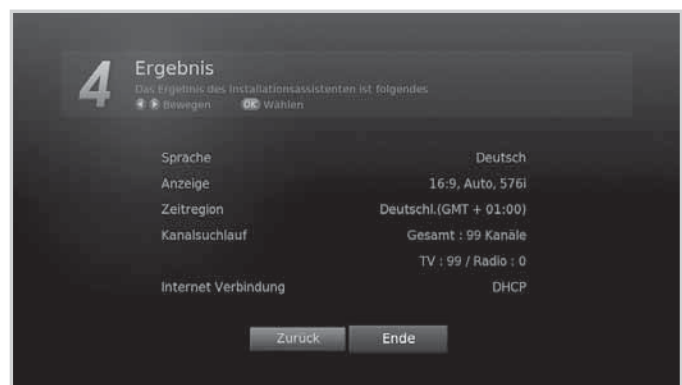 4
Ergebnis
Das Ergebnis des Installationsassistenten ist folgendes
Bewegen OK Wählen
Sprache Deutsch
Anzeige 16:9, Auto, 576i
Zeitregion Deutschl.(GMT + 01:00)
Kanalsuchlauf Gesamt : 99 Kanäle
TV : 99 / Radio : 0
Internet Verbindung DHCP
Zurück Ende